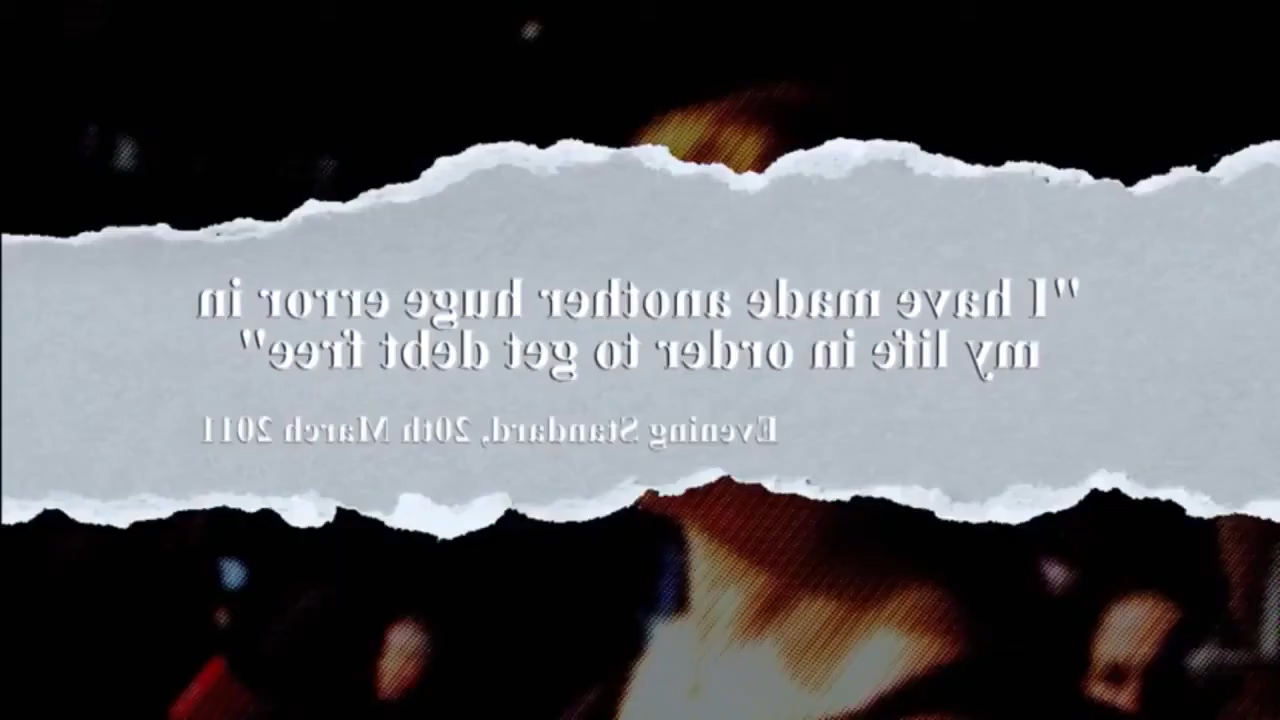 "I have made another huge error in
my life in order to get debt free"
Evening Standard, 20th March 2011